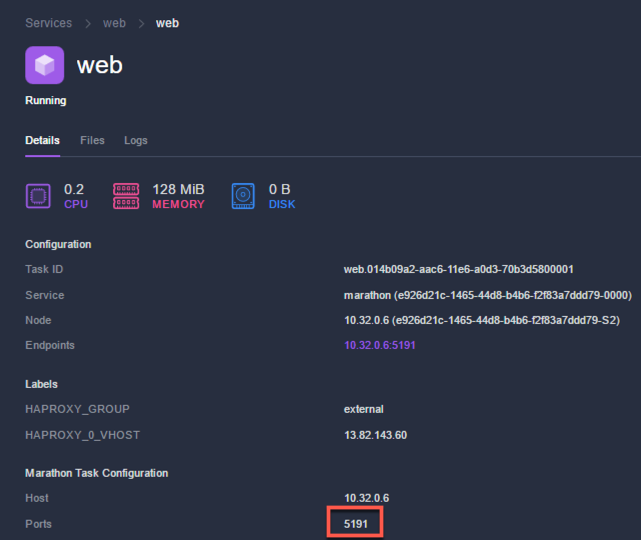 Services > web > web
web
Running
Details Files Logs
0.2 128 MiB 0 B
CPU MEMORY DISK
Configuration
Task ID web.014b09a2-aac6-11e6-a0d3-70b3d5800001
Service marathon (e926d21c-1465-44d8-b4b6-f2f83a7ddd79-0000)
Node 10.32.0.6 (e926d21c-1465-44d8-b4b6-f2f83a7ddd79-S2)
Endpoints 10.32.0.6:5191
Labels
HAPROXY_GROUP external
HAPROXY_0_VHOST 13.82.143.60
Marathon Task Configuration
Host 10.32.0.6
Ports 5191